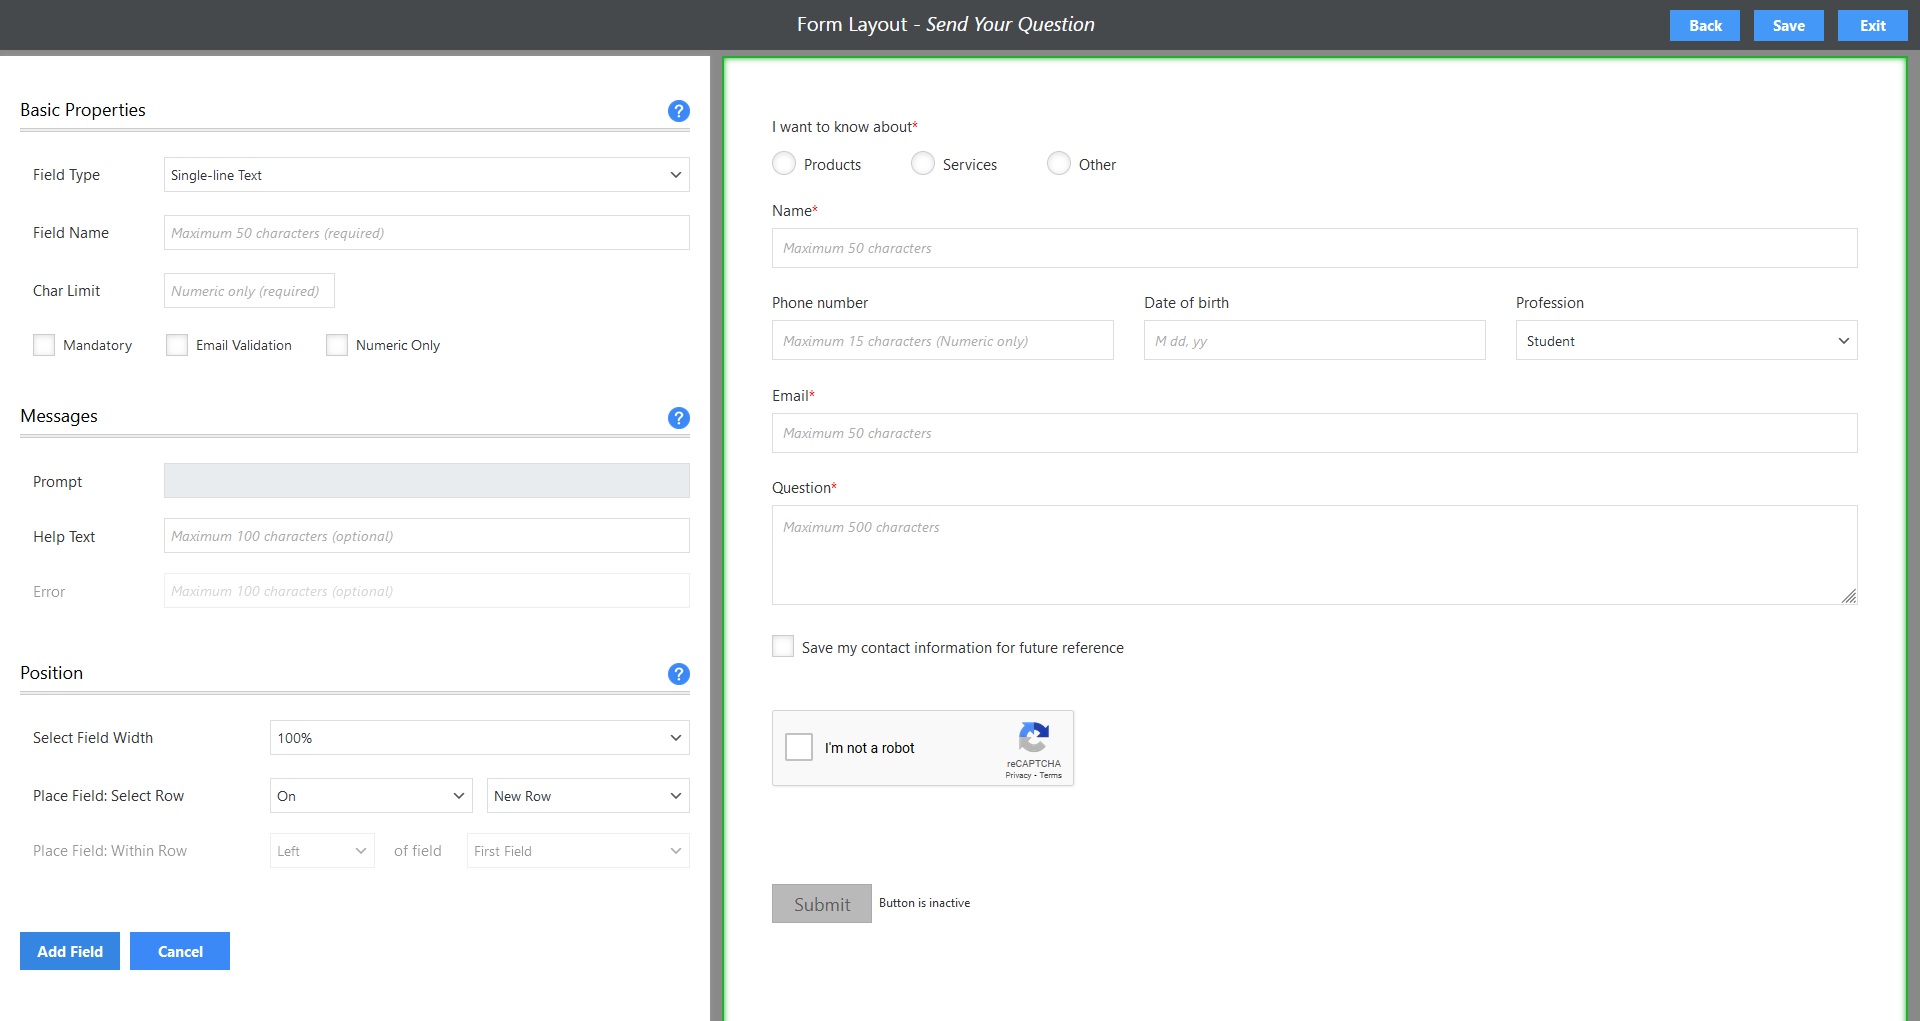 Form Layout - Send Your Question
Back
Save
Exit
Basic Properties
?
Field Type
Single-line Text
Field Name
Maximum 50 characters (required)
Char Limit
Numeric only (required)
Mandatory
Email Validation
Numeric Only
Messages
?
Prompt
Help Text
Maximum 100 characters (optional)
Error
Maximum 100 characters (optional)
Position
?
Select Field Width
100%
Place Field: Select Row
On
New Row
Place Field: Within Row
Left
of field
First Field
Add Field
Cancel
I want to know about*
Products
Services
Other
Name*
Maximum 50 characters
Phone number
Date of birth
Profession
Maximum 15 characters (Numeric only)
M dd, yy
Student
Email*
Maximum 50 characters
Question*
Maximum 500 characters
Save my contact information for future reference
I'm not a robot
reCAPTCHA
Privacy - Terms
Submit
Button is inactive